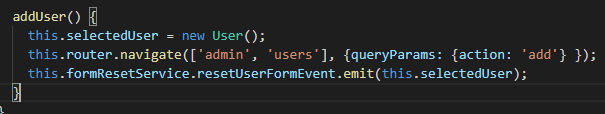 addUser() {
this.selectedUser = new User();
this.router.navigate(['admin', 'users'], {queryParams: {action: 'add'} });
this.formResetService.resetUserFormEvent.emit(this.selectedUser);
}
}